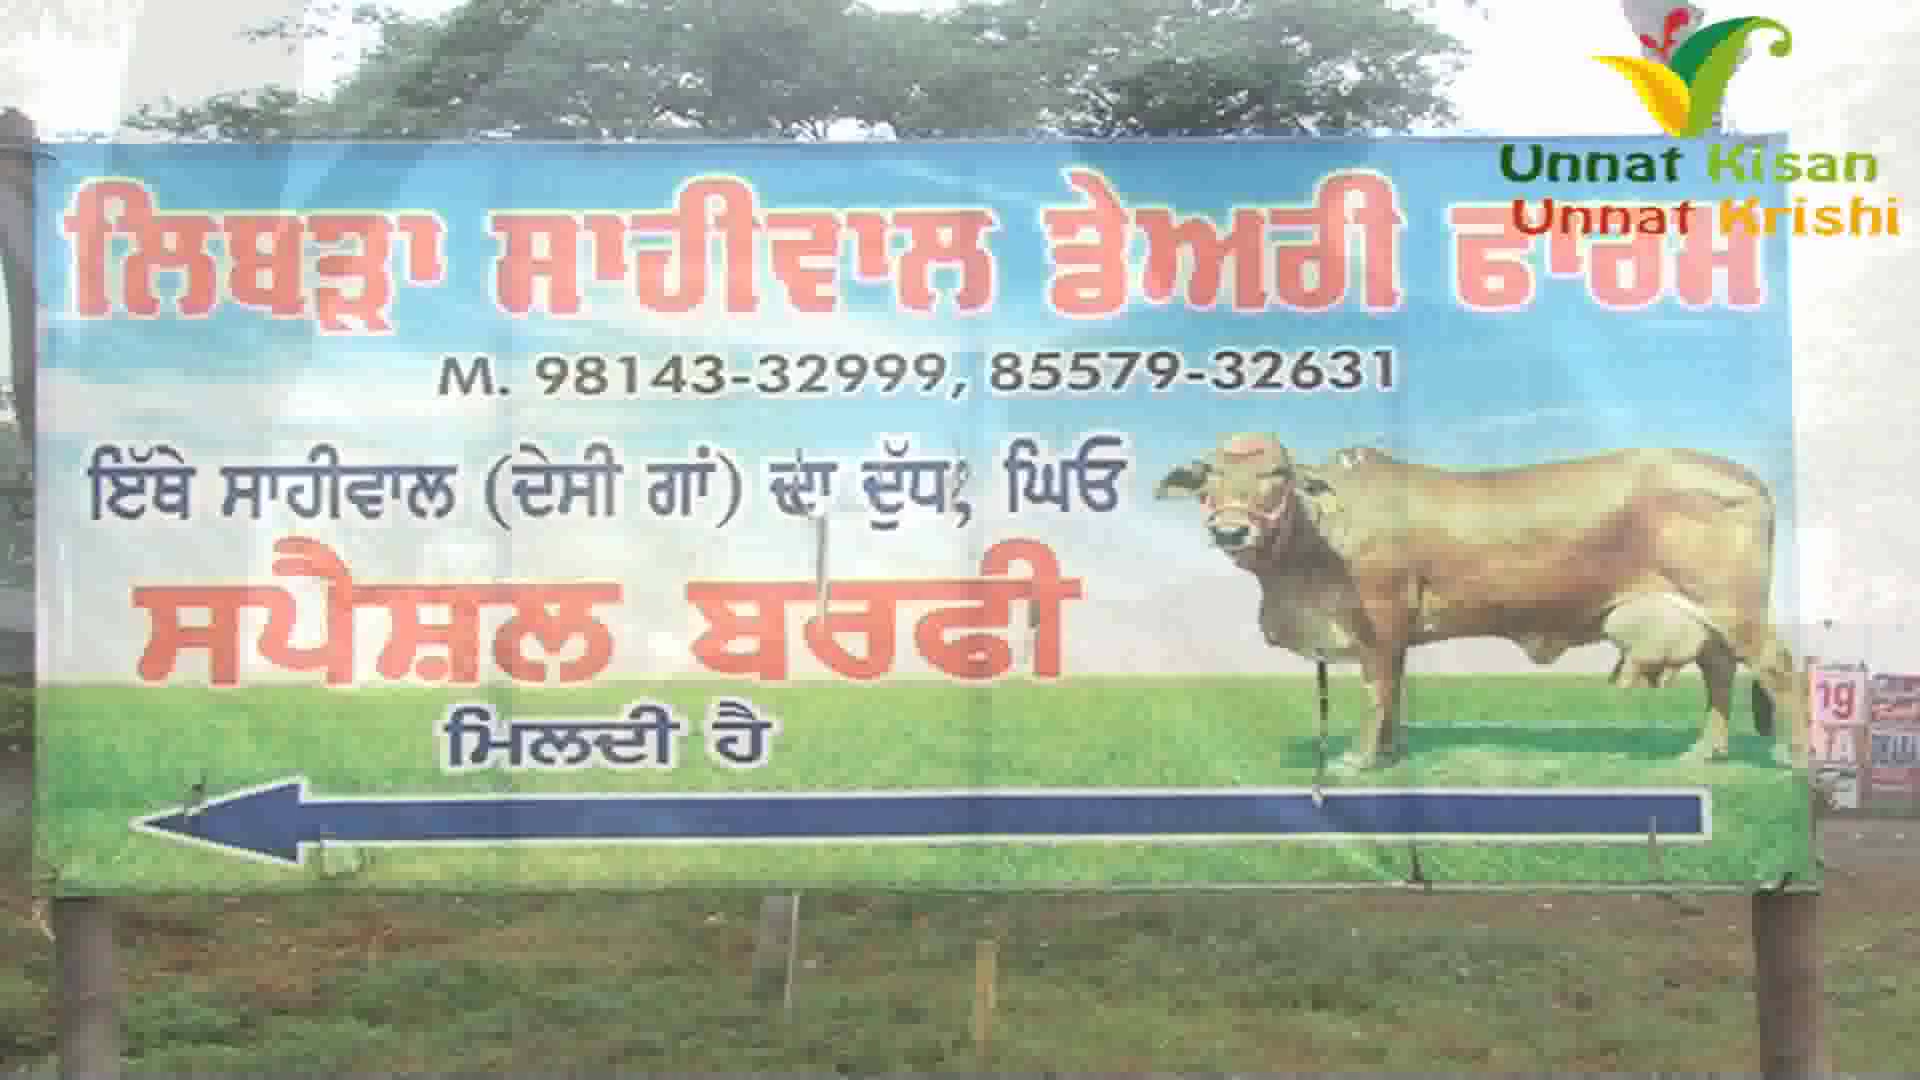 Unnat Kisan
Unnat Krishi
ਲਿਬੜਾ ਸਾਹੀਵਾਲ ਡੇਅਰੀ ਫਾਰਮ
M. 98143-32999, 85579-32631
ਇੱਥੇ ਸਾਹੀਵਾਲ (ਦੇਸੀ ਗਾਂ) ਦਾ ਦੁੱਧ, ਘਿਓ
ਸਪੈਸ਼ਲ ਬਰਫੀ
ਮਿਲਦੀ ਹੈ